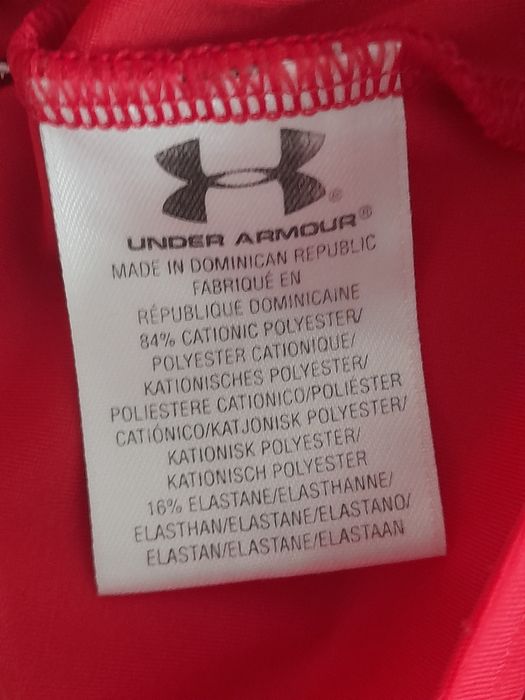 UNDER ARMOUR®
MADE IN DOMINICAN REPUBLIC
FABRIQUÉ EN
RÉPUBLIQUE DOMINICAINE
84% CATIONIC POLYESTER/
POLYESTER CATIONIQUE/
KATIONISCHES POLYESTER/
POLIESTERE CATIONICO/POLIÉSTER
CATIÓNICO/KATJONISK POLYESTER/
KATIONISK POLYESTER/
KATIONISCH POLYESTER
16% ELASTANE/ELASTHANNE/
ELASTHAN/ELASTANE/ELASTANO/
ELASTAN/ELASTANE/ELASTAAN